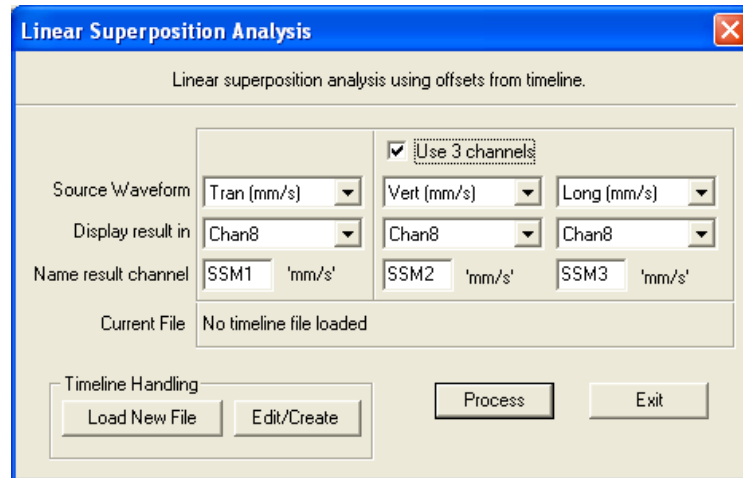 Linear Superposition Analysis
Linear superposition analysis using offsets from timeline.
Use 3 channels
Source Waveform Tran (mm/s) Vert (mm/s) Long (mm/s)
Display result in Chan8 Chan8 Chan8
Name result channel SSM1 'mm/s' SSM2 'mm/s' SSM3 'mm/s'
Current File No timeline file loaded
Timeline Handling
Load New File Edit/Create Process Exit